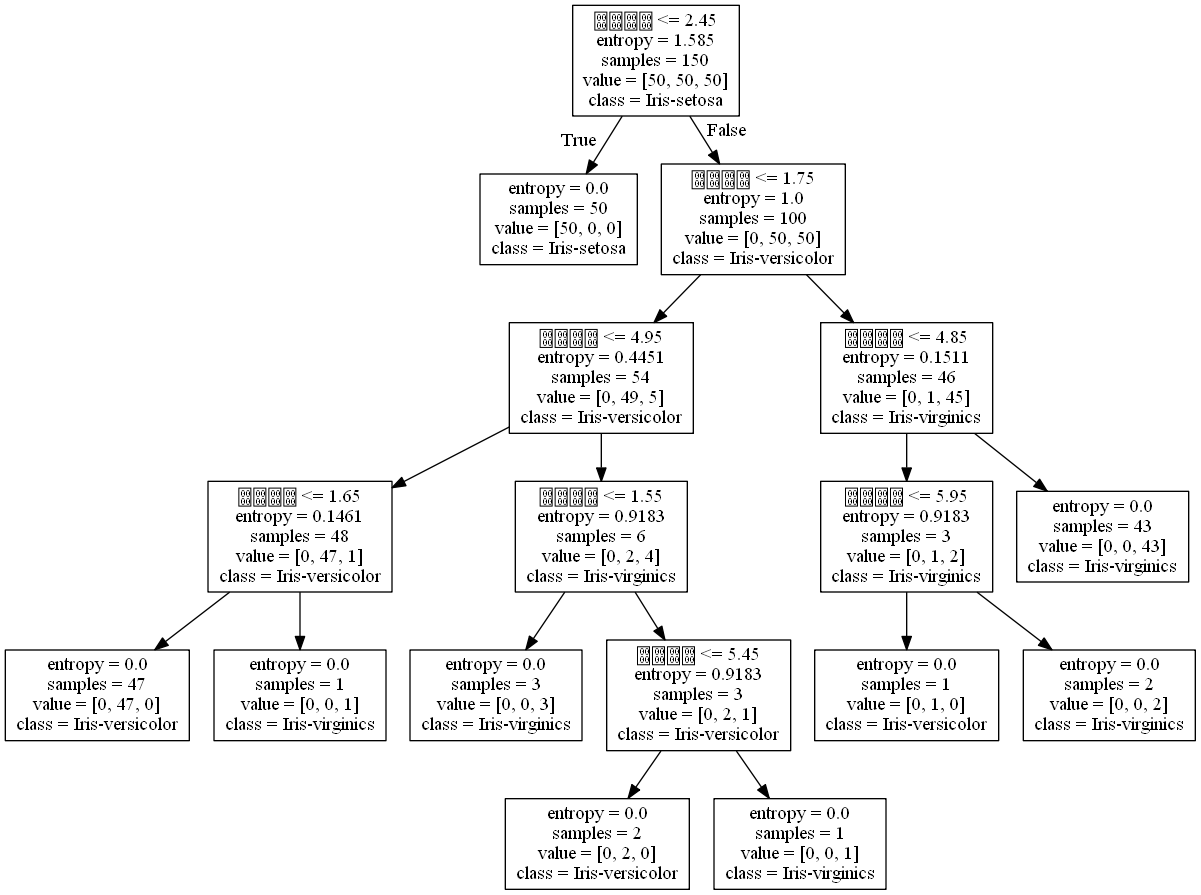 <= 2.45
entropy = 1.585
samples = 150
value = [50, 50, 50]
class = Iris-setosa
True
False
entropy = 0.0
samples = 50
value = [50, 0, 0]
class = Iris-setosa
<= 1.75
entropy = 1.0
samples = 100
value = [0, 50, 50]
class = Iris-versicolor
<= 4.95
entropy = 0.4451
samples = 54
value = [0, 49, 5]
class = Iris-versicolor
<= 4.85
entropy = 0.1511
samples = 46
value = [0, 1, 45]
class = Iris-virginics
<= 1.65
entropy = 0.1461
samples = 48
value = [0, 47, 1]
class = Iris-versicolor
<= 1.55
entropy = 0.9183
samples = 6
value = [0, 2, 4]
class = Iris-virginics
<= 5.95
entropy = 0.9183
samples = 3
value = [0, 1, 2]
class = Iris-virginics
entropy = 0.0
samples = 43
value = [0, 0, 43]
class = Iris-virginics
entropy = 0.0
samples = 47
value = [0, 47, 0]
class = Iris-versicolor
entropy = 0.0
samples = 1
value = [0, 0, 1]
class = Iris-virginics
entropy = 0.0
samples = 3
value = [0, 0, 3]
class = Iris-virginics
<= 5.45
entropy = 0.9183
samples = 3
value = [0, 2, 1]
class = Iris-versicolor
entropy = 0.0
samples = 1
value = [0, 1, 0]
class = Iris-versicolor
entropy = 0.0
samples = 2
value = [0, 0, 2]
class = Iris-virginics
entropy = 0.0
samples = 2
value = [0, 2, 0]
class = Iris-versicolor
entropy = 0.0
samples = 1
value = [0, 0, 1]
class = Iris-virginics